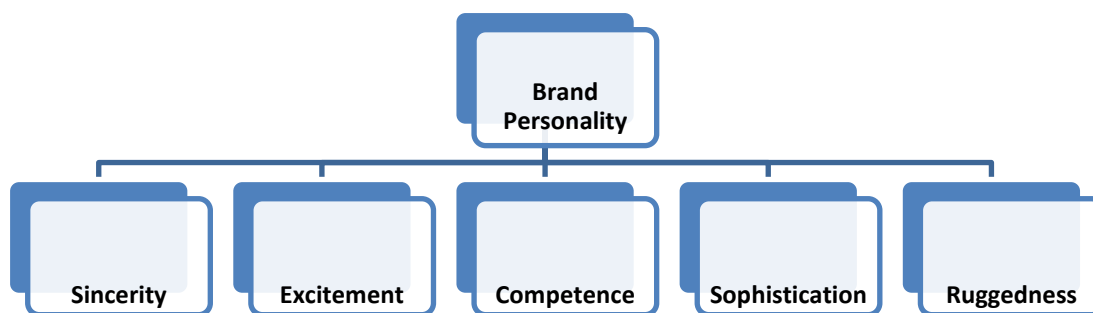 Brand
Personality
Sincerity
Excitement
Competence
Sophistication
Ruggedness